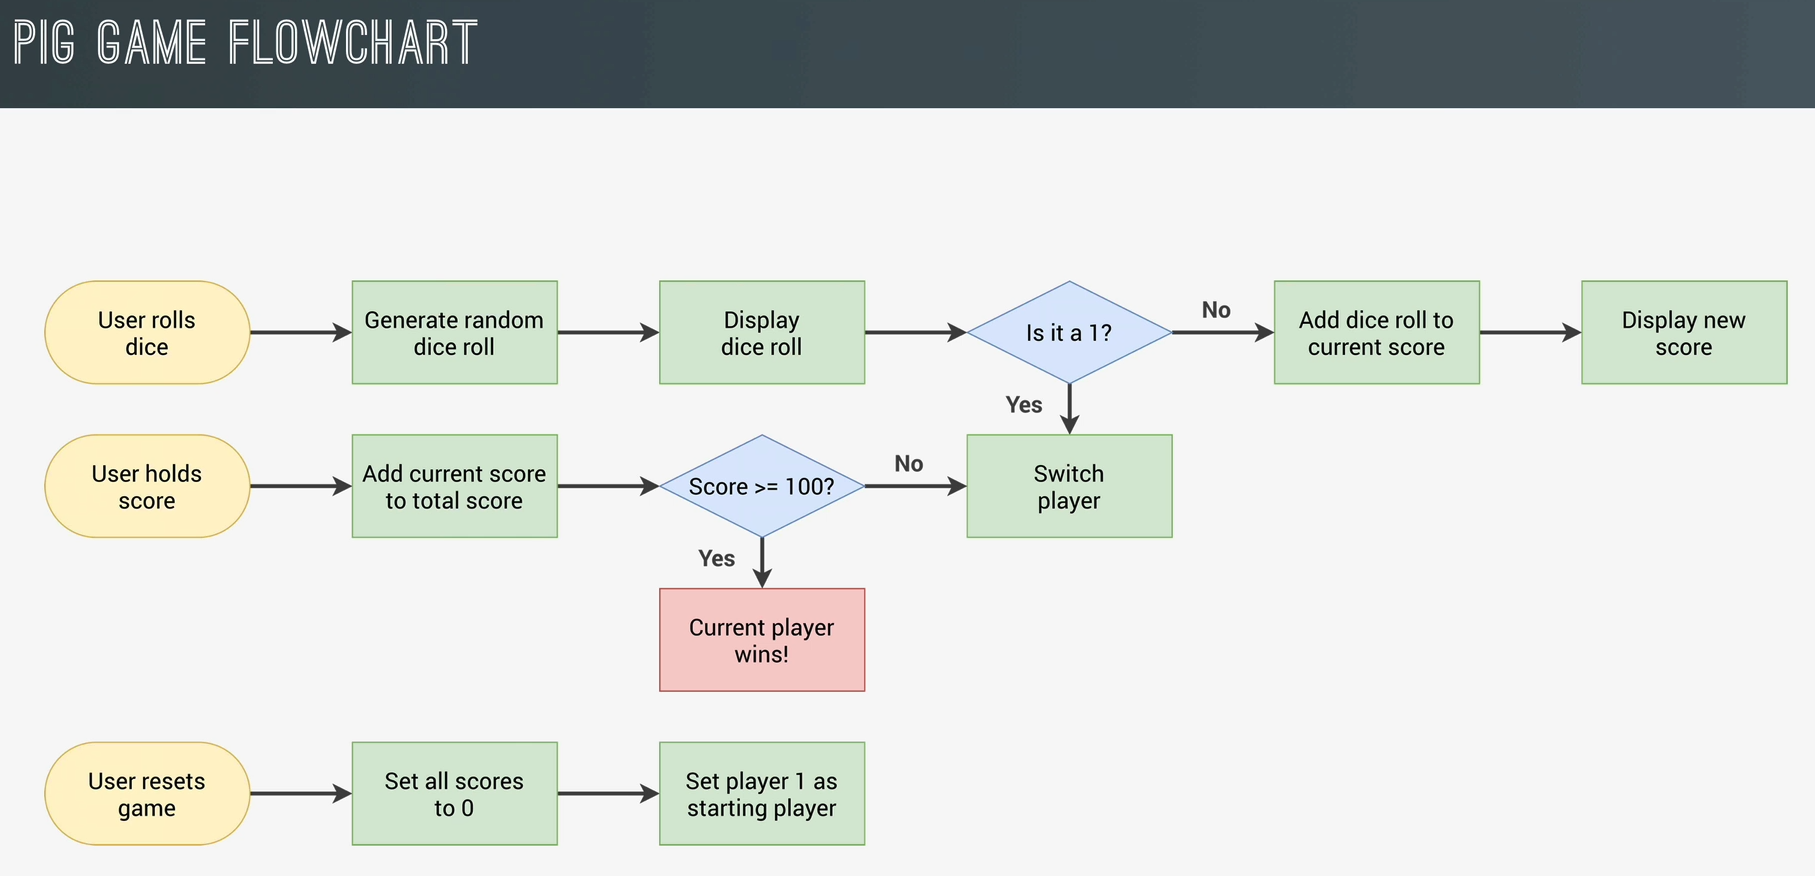 PIG GAME FLOWCHART
User rolls
dice
Generate random
dice roll
Display
dice roll
Is it a 1?
No
Add dice roll to
current score
Display new
score
Yes
User holds
score
Add current score
to total score
Score >= 100?
No
Switch
player
Yes
Current player
wins!
User resets
game
Set all scores
to 0
Set player 1 as
starting player